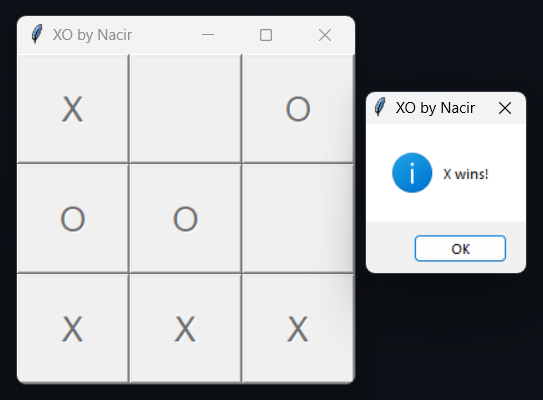 XO by Nacir
X O
O O
X X X
XO by Nacir
X wins!
OK